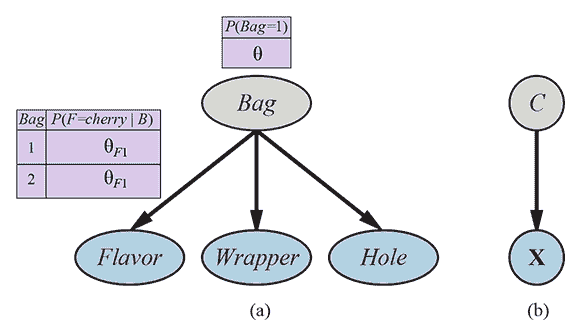 P(Bag=1)
θ
Bag
C
Bag P(F=cherry | B)
1 θF1
2 θF1
Flavor Wrapper Hole X
(a) (b)